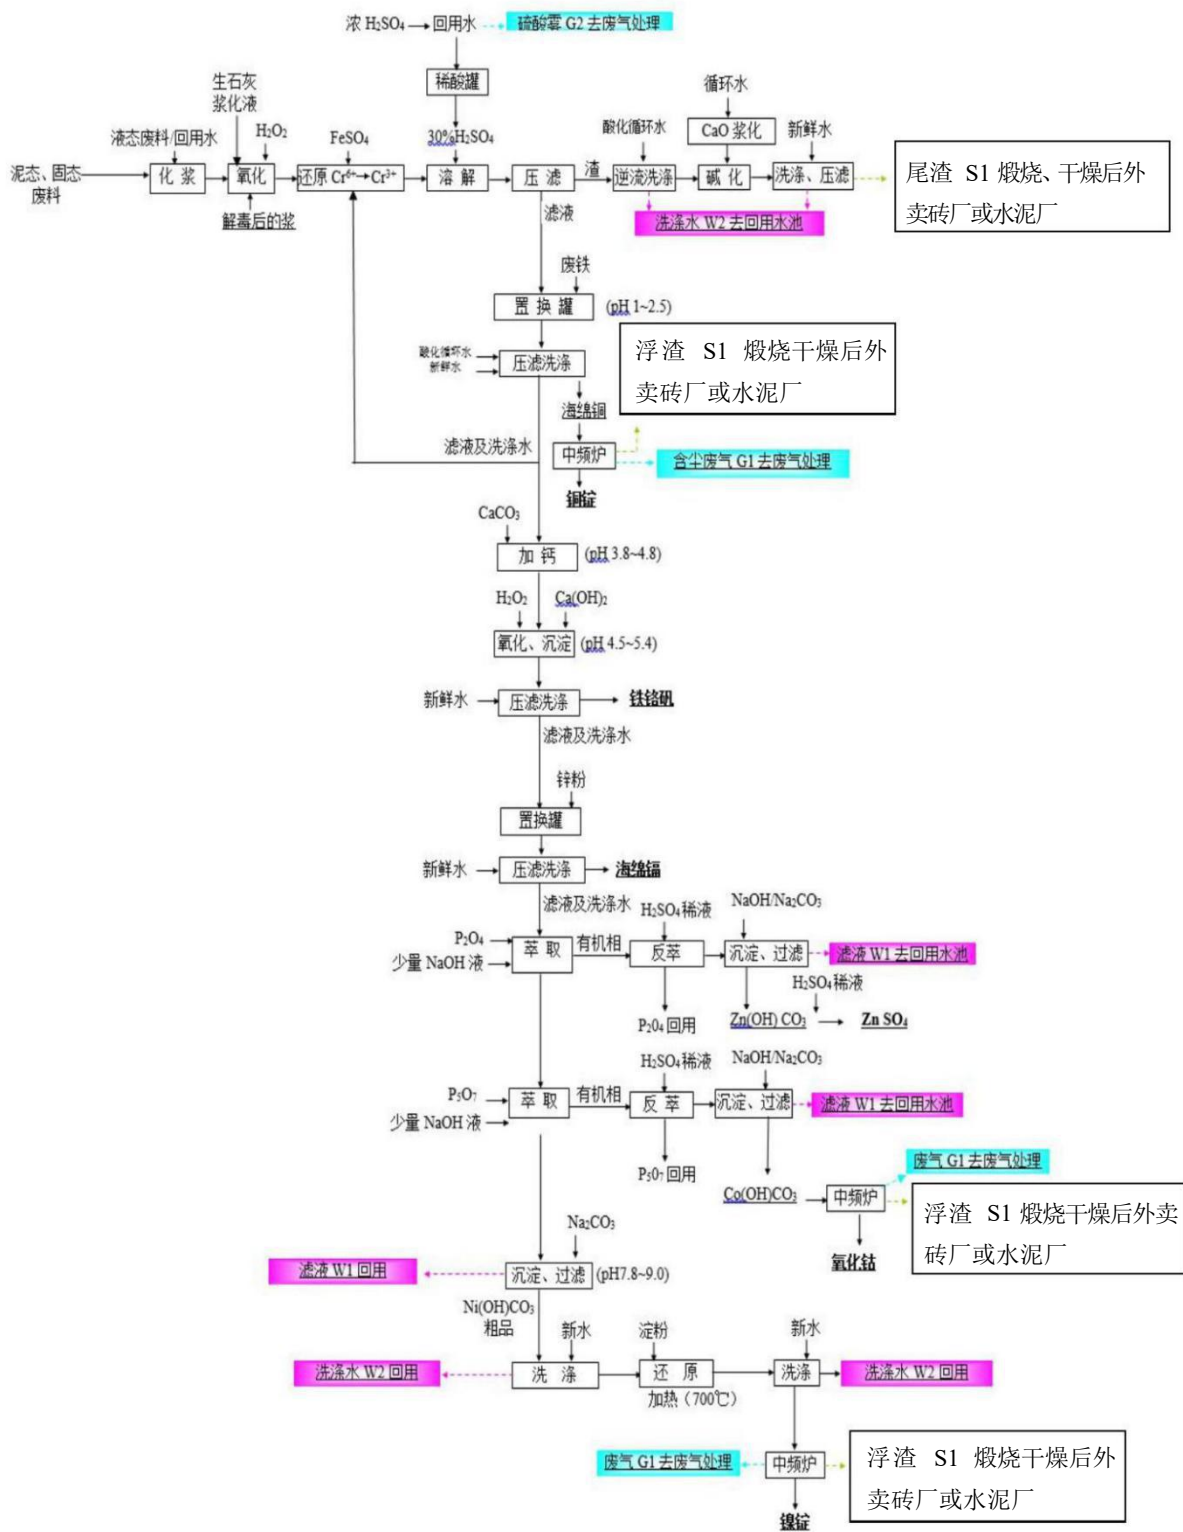 浓 H₂SO₄
回用水
硫酸雾 G2 去废气处理
稀酸罐
生石灰
浆化液
液态废料/回用水
H₂O₂
FeSO₄
30%H₂SO₄
酸化循环水
循环水
CaO 浆化
新鲜水
泥态、固态
废料
化 浆
氧化
还原 Cr⁶⁺→Cr³⁺
溶 解
压 滤
渣
逆流洗涤
碱 化
洗涤、压滤
尾渣 S1 煅烧、干燥后外
卖砖厂或水泥厂
解毒后的浆
滤液
洗涤水 W2 去回用水池
废铁
置 换 罐
(pH 1~2.5)
酸化循环水
新鲜水
压滤洗涤
浮渣 S1 煅烧干燥后外
卖砖厂或水泥厂
海绵铜
滤液及洗涤水
中频炉
含尘废气 G1 去废气处理
铜锭
CaCO₃
加 钙
(pH 3.8~4.8)
H₂O₂
Ca(OH)₂
氧化、沉淀
(pH 4.5~5.4)
新鲜水
压滤洗涤
铁铬矾
滤液及洗涤水
锌粉
置换罐
新鲜水
压滤洗涤
海绵镉
滤液及洗涤水
H₂SO₄ 稀液
NaOH/Na₂CO₃
P₂O₄
少量 NaOH 液
萃 取
有机相
反萃
沉淀、过滤
滤液 W1 去回用水池
H₂SO₄ 稀液
P₂0₄ 回用
Zn(OH) CO₃
Zn SO₄
H₂SO₄ 稀液
NaOH/Na₂CO₃
P₅O₇
少量 NaOH 液
萃 取
有机相
反 萃
沉淀、过滤
滤液 W1 去回用水池
P₅0₇ 回用
废气 G1 去废气处理
Co(OH)CO₃
中频炉
浮渣 S1 煅烧干燥后外卖
砖厂或水泥厂
氧化钴
Na₂CO₃
滤液 W1 回用
沉淀、过滤
(pH7.8~9.0)
Ni(OH)CO₃
粗品
新水
淀粉
新水
洗涤水 W2 回用
洗 涤
还 原
洗涤
洗涤水 W2 回用
加热（700℃）
废气 G1 去废气处理
中频炉
浮渣 S1 煅烧干燥后外
卖砖厂或水泥厂
镍锭